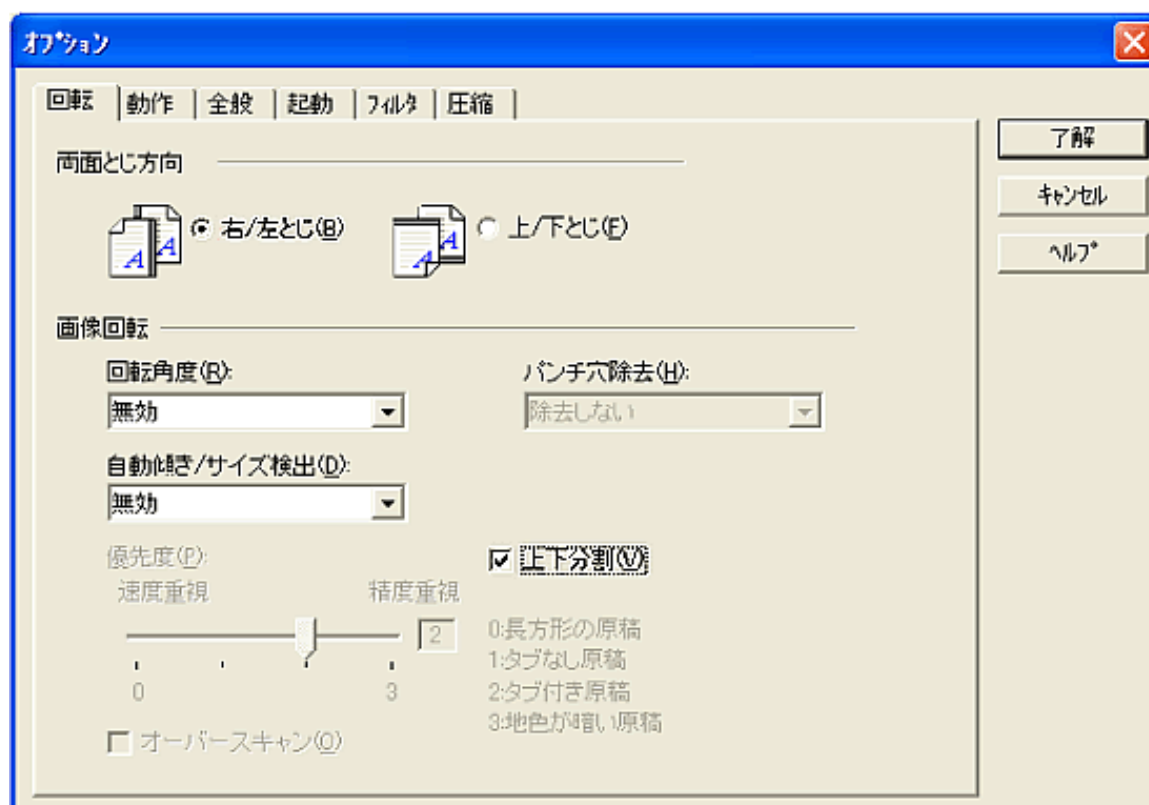 オプション
回転 動作 全般 起動 フィルタ 圧縮
了解
キャンセル
ヘルプ
両面とじ方向
右/左とじ(B) 上/下とじ(F)
画像回転
回転角度(R): パンチ穴除去(H):
無効 除去しない
自動傾き/サイズ検出(D):
無効
優先度(P): 上下分割(V)
速度重視 精度重視
2 0:長方形の原稿
1:タブなし原稿
0 3 2:タブ付き原稿
3:地色が暗い原稿
オーバースキャン(O)